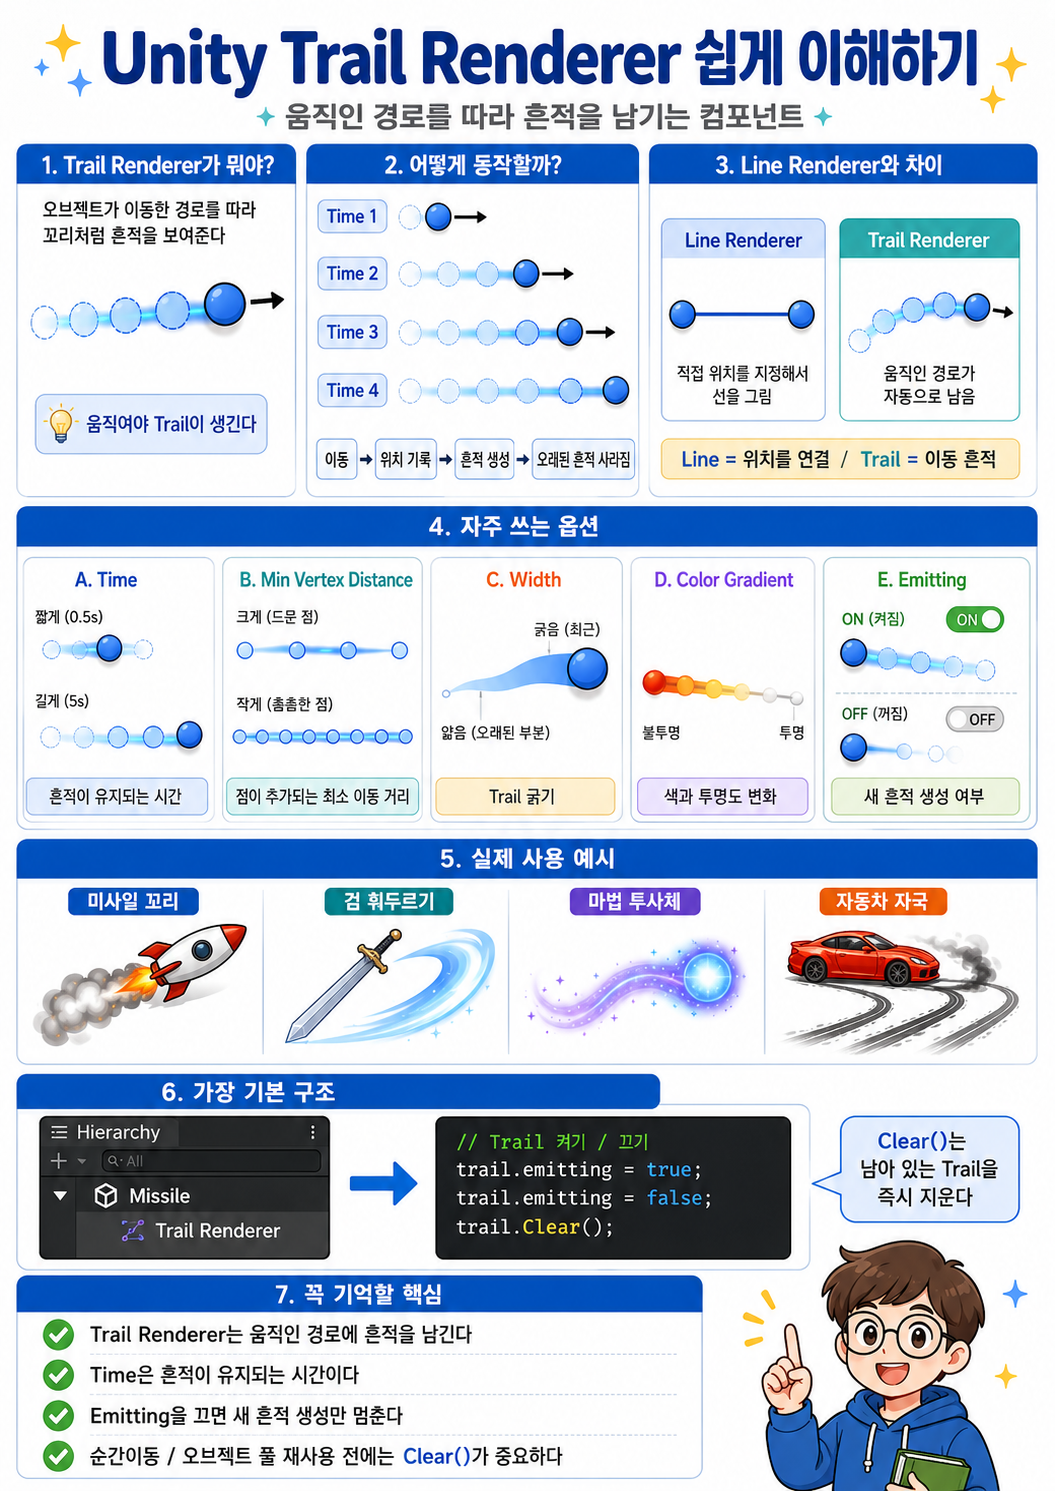 Unity Trail Renderer 쉽게 이해하기
움직인 경로를 따라 흔적을 남기는 컴포넌트
1. Trail Renderer가 뭐야?
오브젝트가 이동한 경로를 따라
꼬리처럼 흔적을 보여준다
움직여야 Trail이 생긴다
2. 어떻게 동작할까?
Time 1
Time 2
Time 3
Time 4
이동
위치 기록
흔적 생성
오래된 흔적 사라짐
3. Line Renderer와 차이
Line Renderer
직접 위치를 지정해서
선을 그림
Trail Renderer
움직인 경로가
자동으로 남음
Line = 위치를 연결 / Trail = 이동 흔적
4. 자주 쓰는 옵션
A. Time
짧게 (0.5s)
길게 (5s)
흔적이 유지되는 시간
B. Min Vertex Distance
크게 (드문 점)
작게 (촘촘한 점)
점이 추가되는 최소 이동 거리
C. Width
굵음 (최근)
얇음 (오래된 부분)
Trail 굵기
D. Color Gradient
불투명
투명
색과 투명도 변화
E. Emitting
ON (켜짐)
ON
OFF (꺼짐)
OFF
새 흔적 생성 여부
5. 실제 사용 예시
미사일 꼬리
검 휘두르기
마법 투사체
자동차 자국
6. 가장 기본 구조
Hierarchy
All
Missile
Trail Renderer
// Trail 켜기 / 끄기
trail.emitting = true;
trail.emitting = false;
trail.Clear();
Clear()는
남아 있는 Trail을
즉시 지운다
7. 꼭 기억할 핵심
Trail Renderer는 움직인 경로에 흔적을 남긴다
Time은 흔적이 유지되는 시간이다
Emitting을 끄면 새 흔적 생성만 멈춘다
순간이동 / 오브젝트 풀 재사용 전에는 Clear()가 중요하다